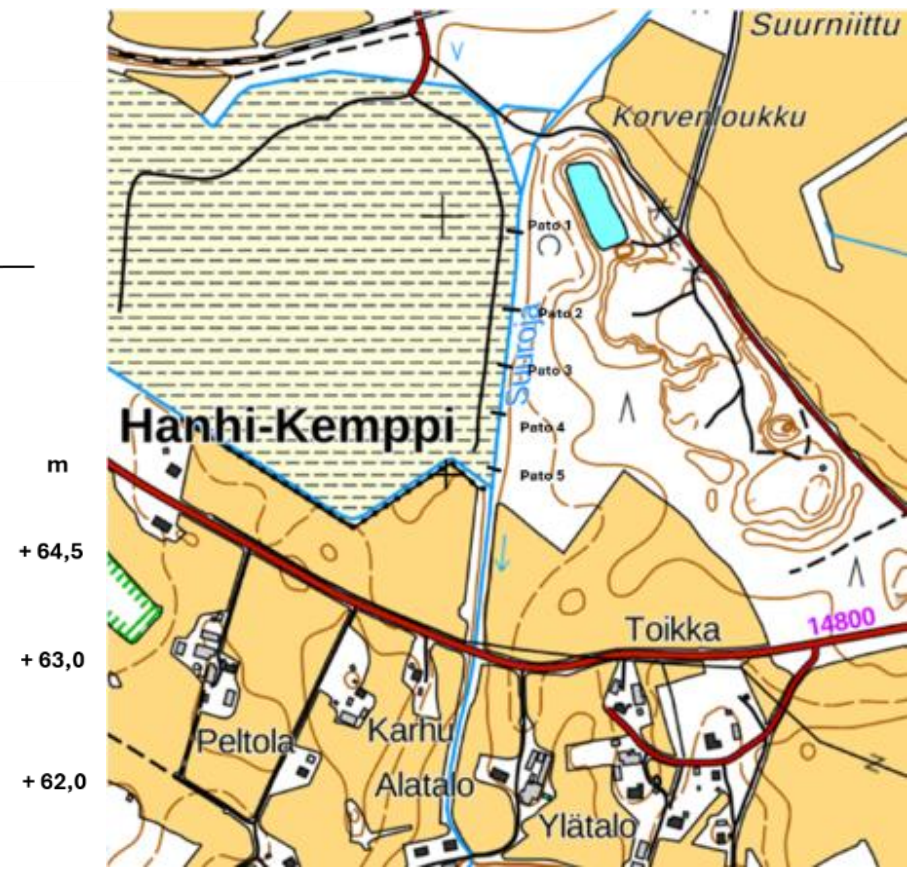 Suurniittu
Korvenloukku
Pato 1
Pato 2
Suuroja
Pato 3
Hanhi-Kemppi
Pato 4
m
Pato 5
+ 64,5
14800
Toikka
+ 63,0
Karhu
Peltola
+ 62,0
Alatalo
Ylätalo